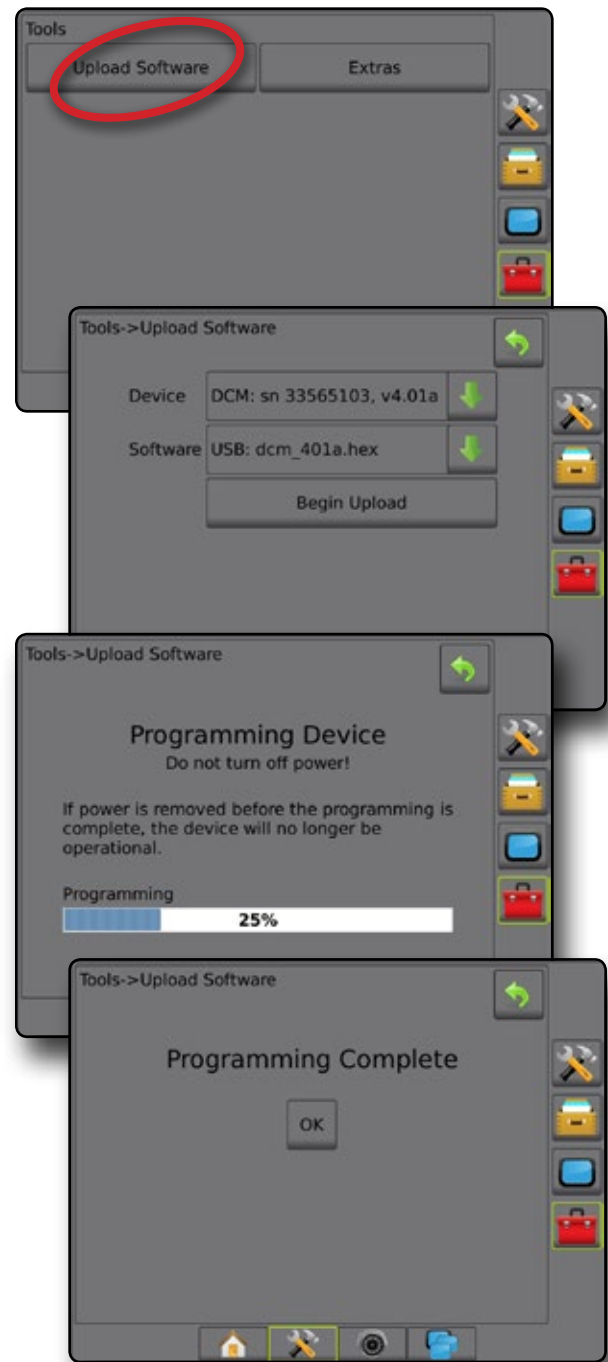 Tools
Upload Software Extras
Tools->Upload Software
Device DCM: sn 33565103, v4.01a
Software USB: dcm_401a.hex
Begin Upload
Tools->Upload Software
Programming Device
Do not turn off power!
If power is removed before the programming is
complete, the device will no longer be
operational.
Programming
25%
Tools->Upload Software
Programming Complete
OK